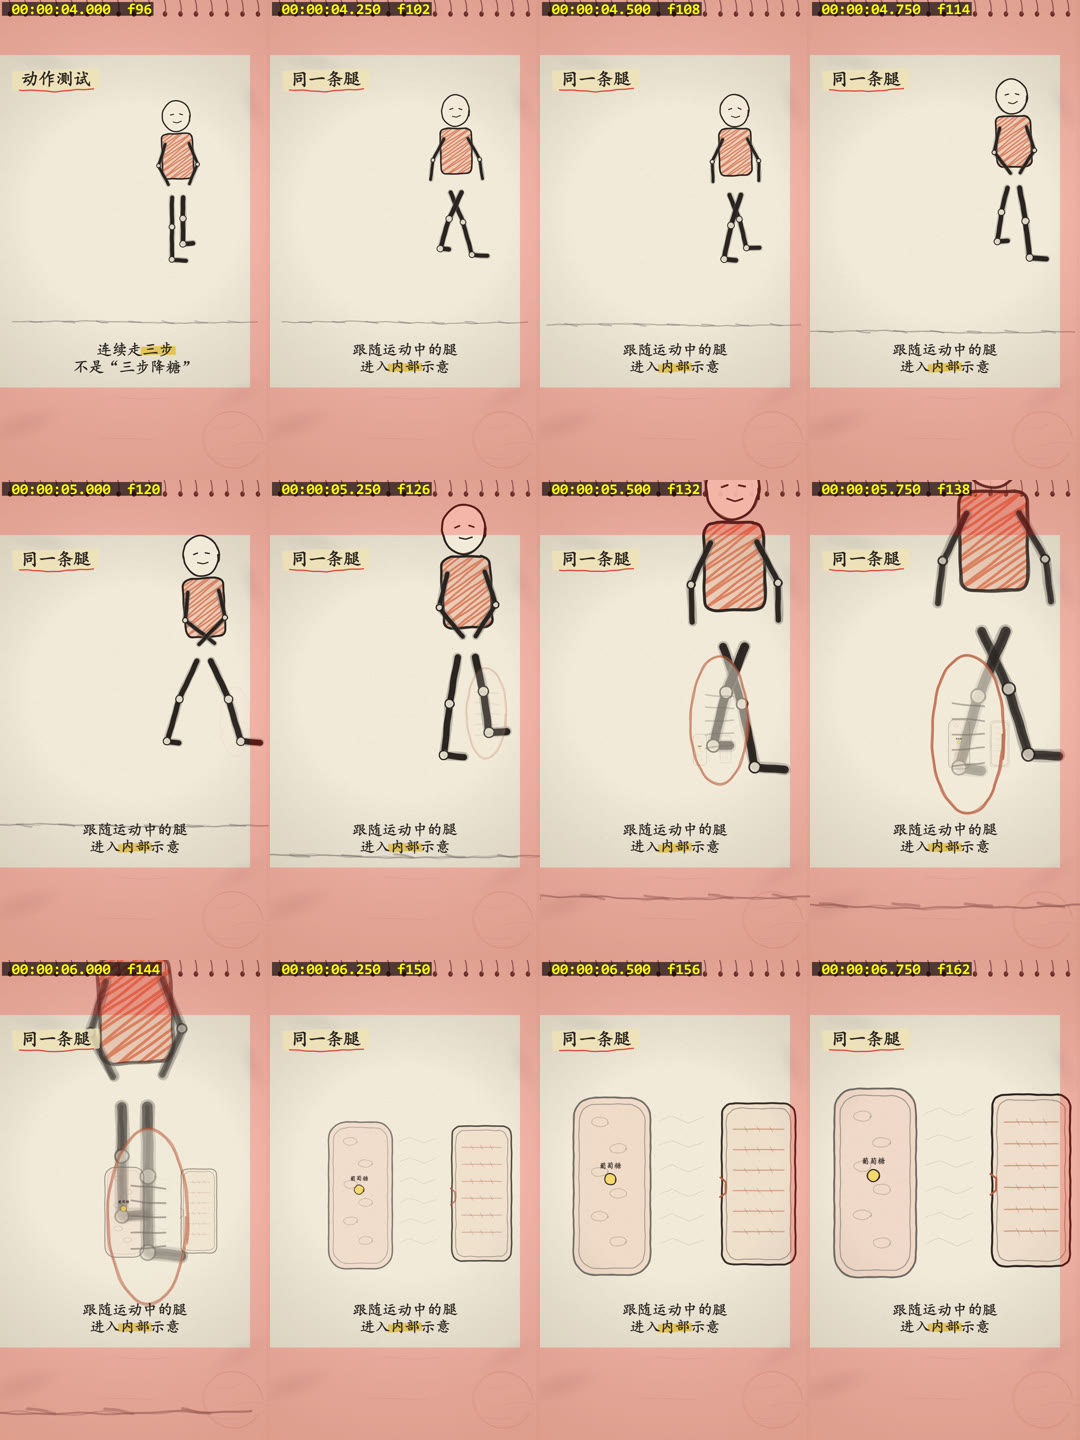 00:00:04.000 f96
动作测试
连续走三步
不是“三步降糖”
00:00:04.250 f102
同一条腿
跟随运动中的腿
进入内部示意
00:00:04.500 f108
同一条腿
跟随运动中的腿
进入内部示意
00:00:04.750 f114
同一条腿
跟随运动中的腿
进入内部示意
00:00:05.000 f120
同一条腿
跟随运动中的腿
进入内部示意
00:00:05.250 f126
同一条腿
跟随运动中的腿
进入内部示意
00:00:05.500 f132
同一条腿
跟随运动中的腿
进入内部示意
00:00:05.750 f138
同一条腿
跟随运动中的腿
进入内部示意
00:00:06.000 f144
同一条腿
葡萄糖
跟随运动中的腿
进入内部示意
00:00:06.250 f150
同一条腿
葡萄糖
跟随运动中的腿
进入内部示意
00:00:06.500 f156
同一条腿
葡萄糖
跟随运动中的腿
进入内部示意
00:00:06.750 f162
同一条腿
葡萄糖
跟随运动中的腿
进入内部示意